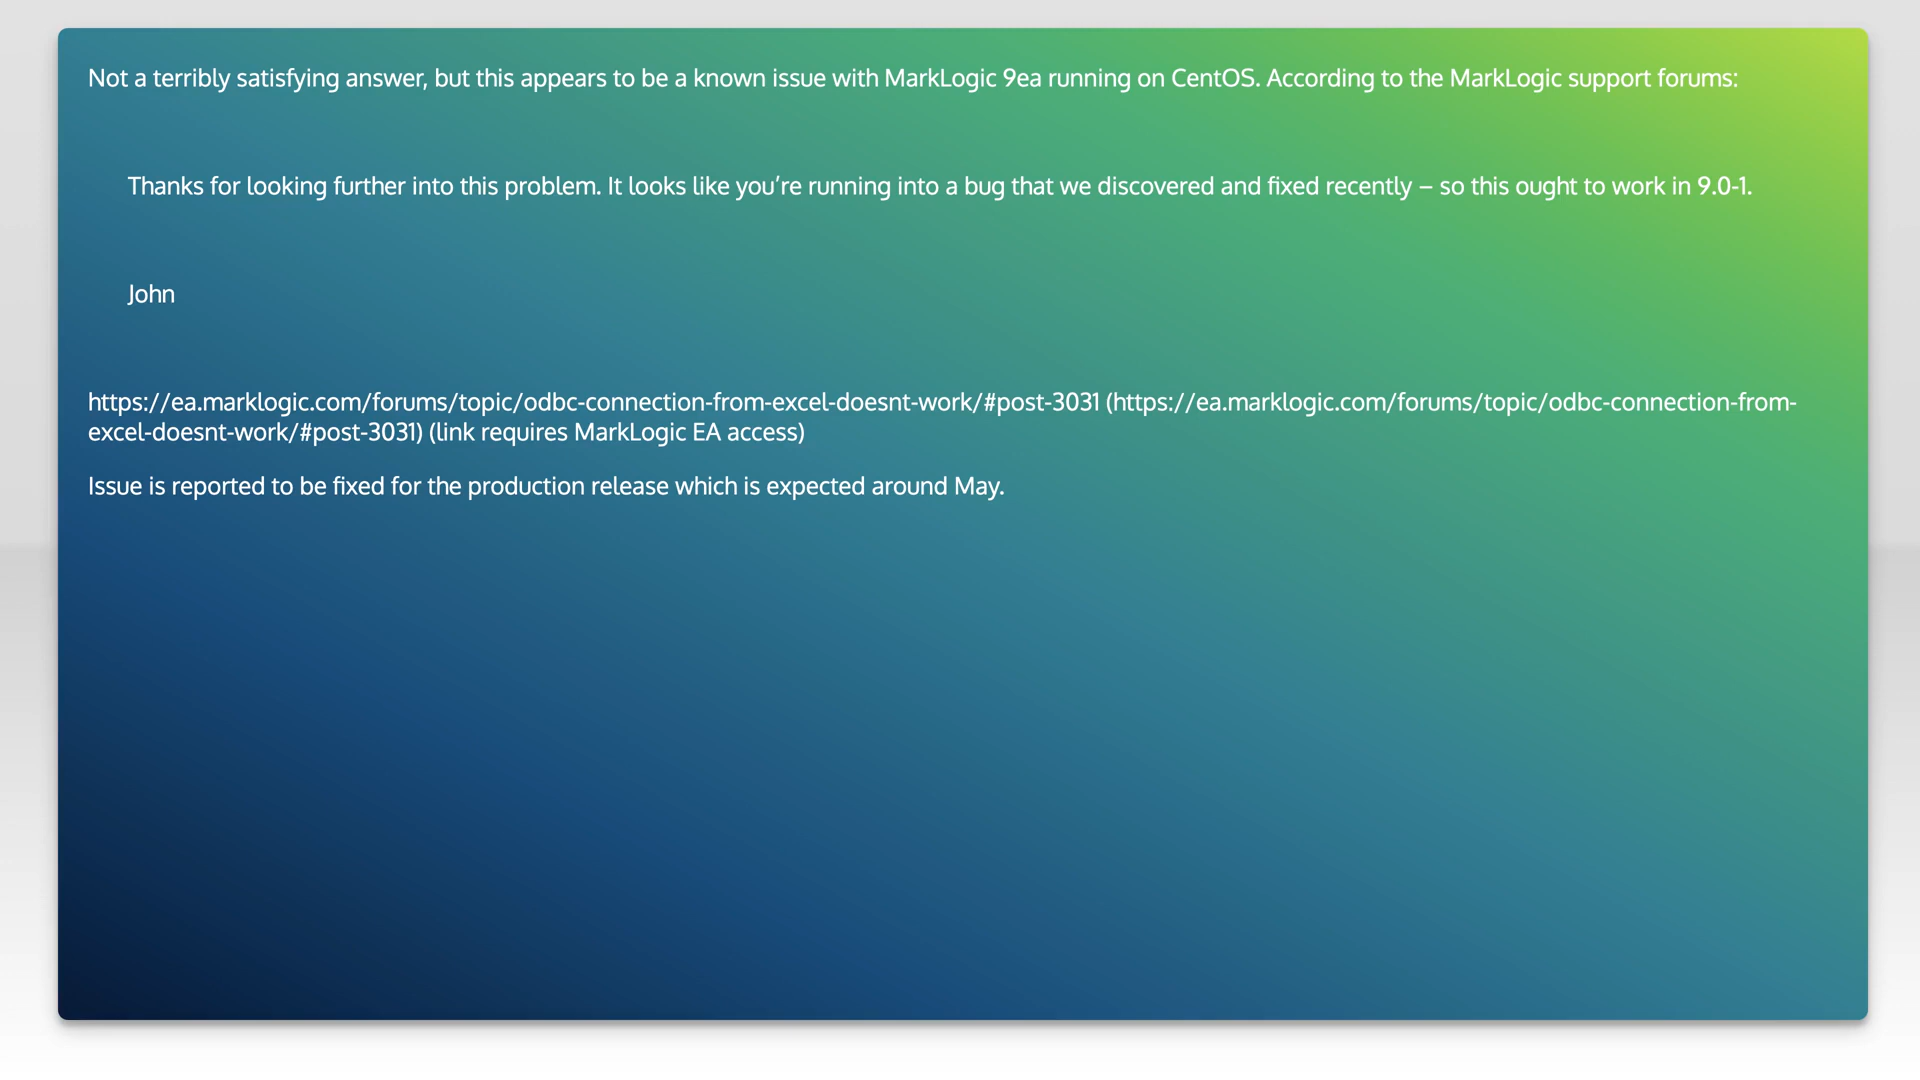 Not a terribly satisfying answer, but this appears to be a known issue with MarkLogic 9ea running on CentOS. According to the MarkLogic support forums:
Thanks for looking further into this problem. It looks like you’re running into a bug that we discovered and fixed recently – so this ought to work in 9.0-1.
John
https://ea.marklogic.com/forums/topic/odbc-connection-from-excel-doesnt-work/#post-3031 (https://ea.marklogic.com/forums/topic/odbc-connection-from-
excel-doesnt-work/#post-3031) (link requires MarkLogic EA access)
Issue is reported to be fixed for the production release which is expected around May.